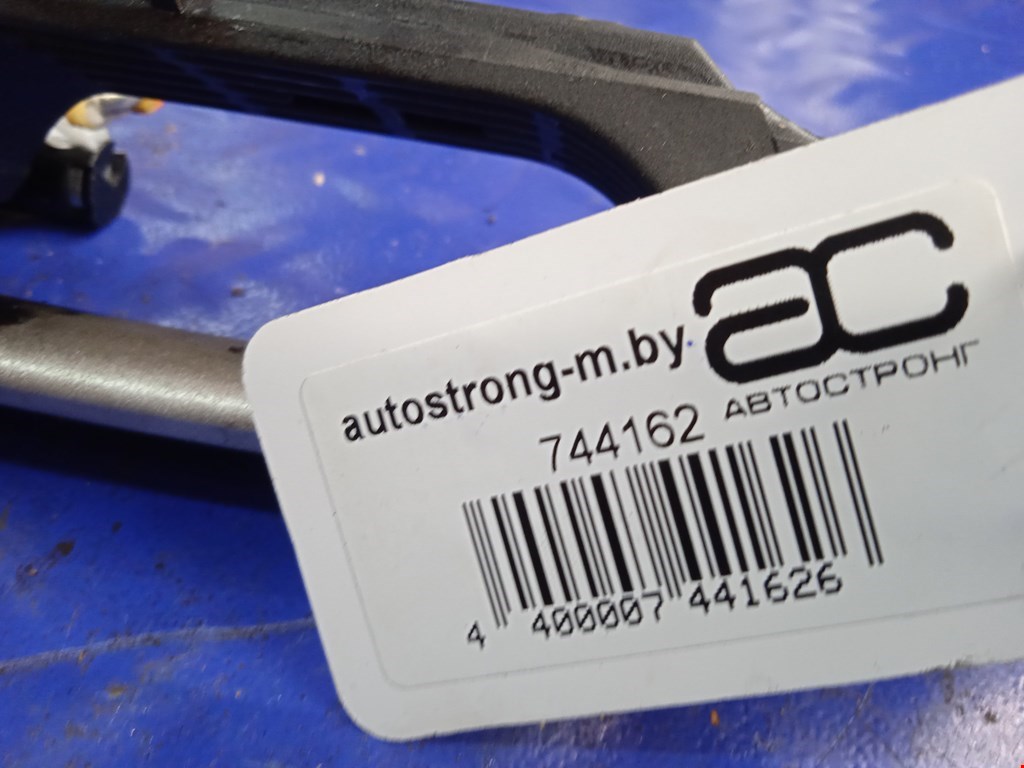 autostrong-m.by
ac
АВТОСТРОНГ
744162
4 400007 441626